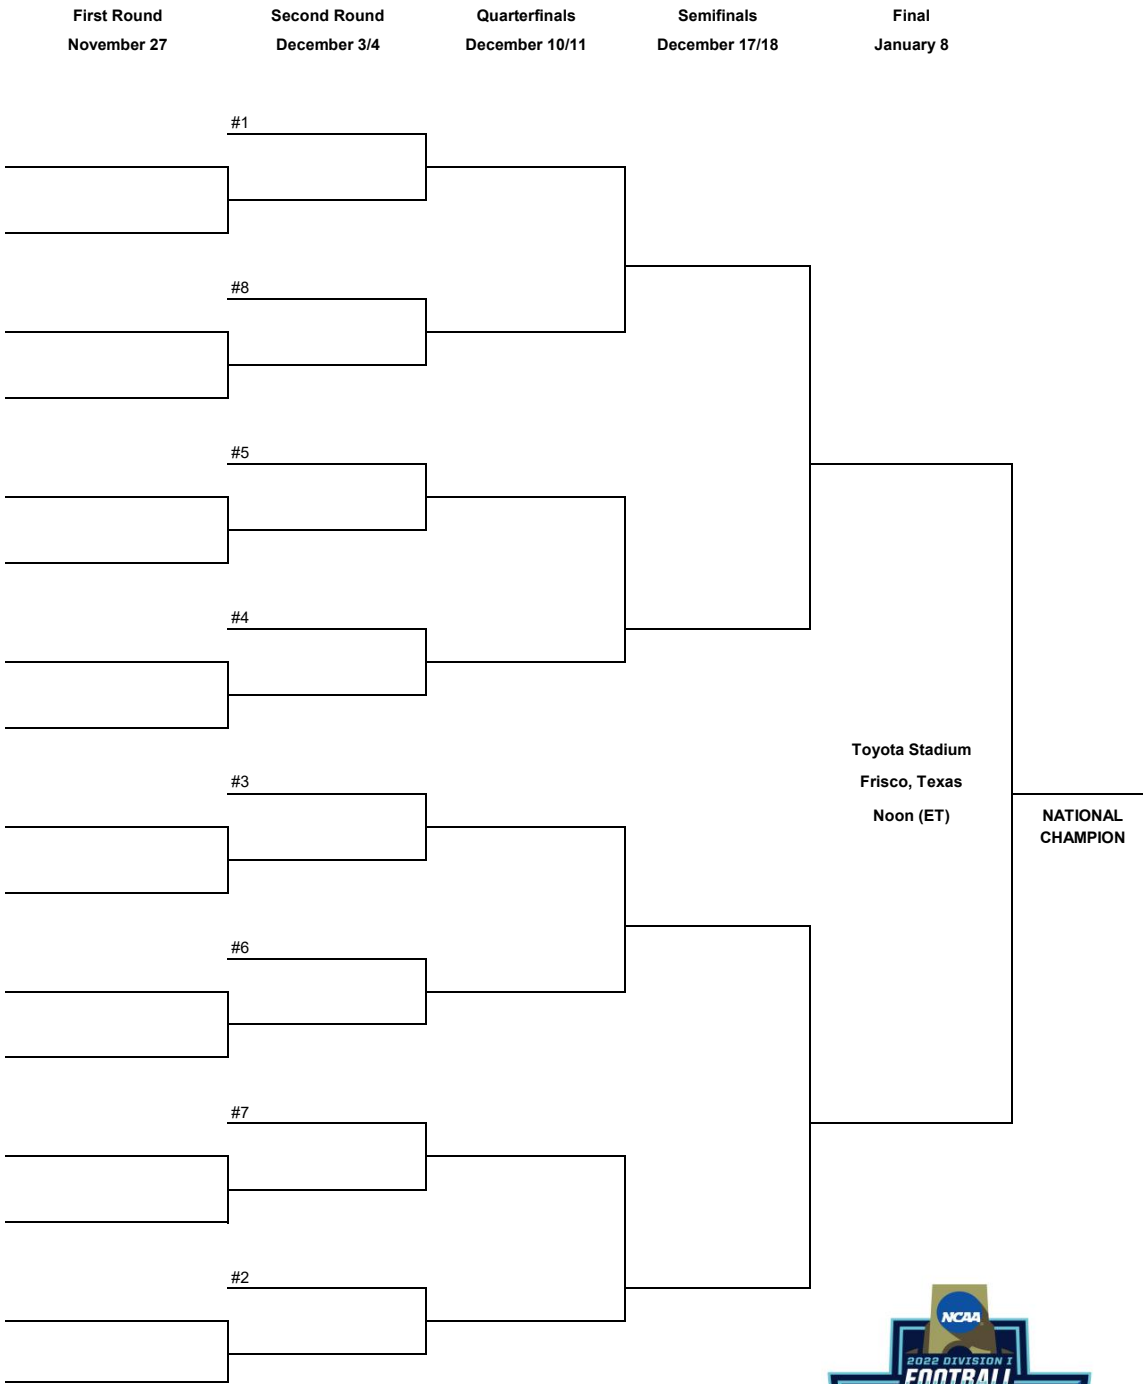 First Round Second Round Quarterfinals Semifinals Final
November 27 December 3/4 December 10/11 December 17/18 January 8
#1
#8
#5
#4
Toyota Stadium
#3
Frisco, Texas
Noon (ET)
NATIONAL
CHAMPION
#6
#7
#2
NCAA
2022 DIVISION I
FOOTBALL